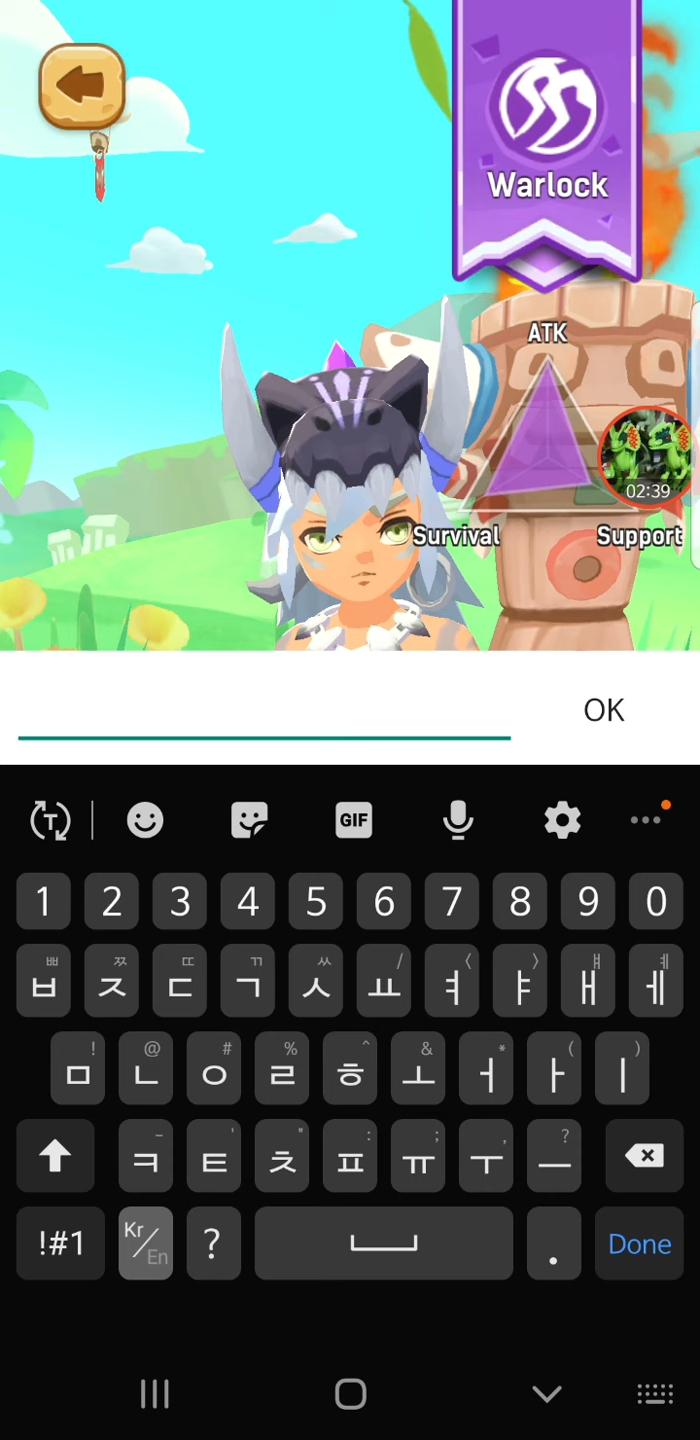 Warlock
ATK
02:39
Survival
Support
OK
T
GIF
1 2 3 4 5 6 7 8 9 0
ㅃ ㅉ ㄸ ㄲ ㅆ / 〈 〉 ㅒ ㅖ
ㅂ ㅈ ㄷ ㄱ ㅅ ㅛ ㅕ ㅑ ㅐ ㅔ
! @ # % ^ & * ( )
ㅁ ㄴ ㅇ ㄹ ㅎ ㅗ ㅓ ㅏ ㅣ
- ' " : ; , ?
ㅋ ㅌ ㅊ ㅍ ㅠ ㅜ ㅡ
!#1 Kr/En ? . Done